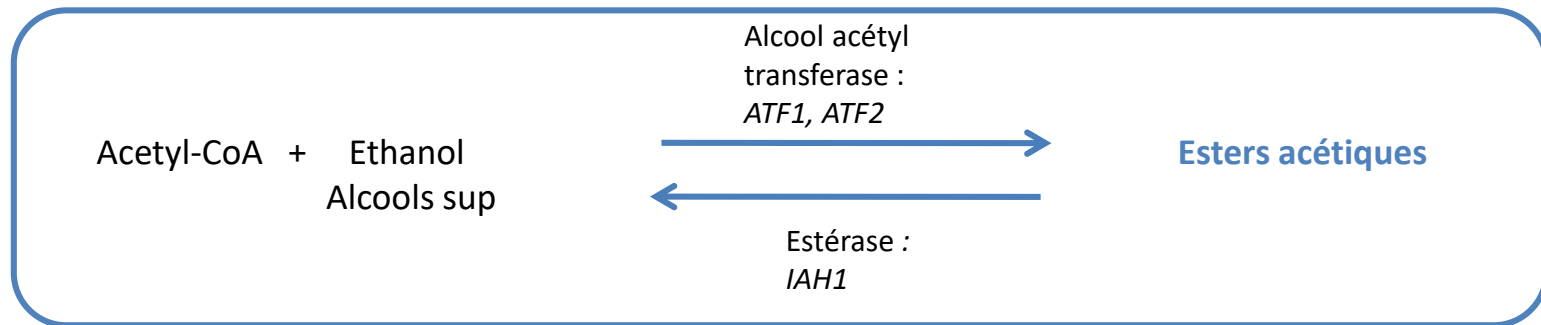 Alcool acétyl
transferase :
ATF1, ATF2
Acetyl-CoA + Ethanol
Alcools sup
Esters acétiques
Estérase :
IAH1